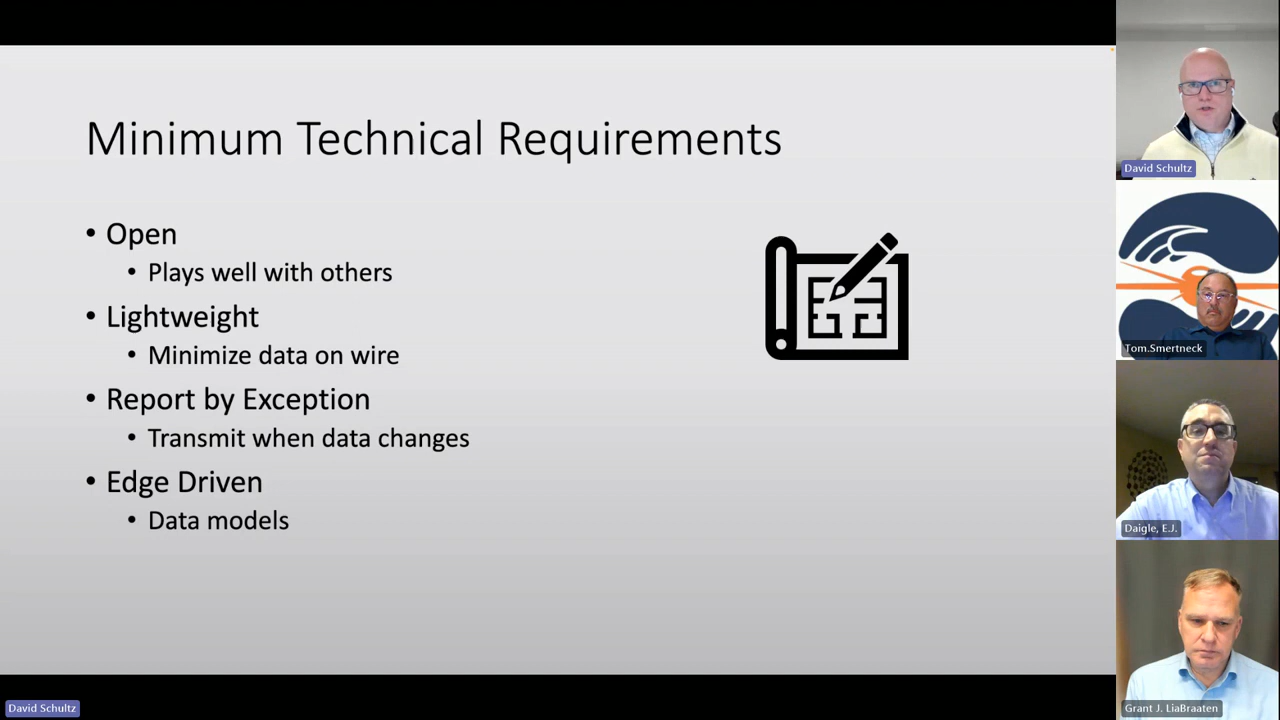 Minimum Technical Requirements
• Open
• Plays well with others
• Lightweight
• Minimize data on wire
• Report by Exception
• Transmit when data changes
• Edge Driven
• Data models
David Schultz
David Schultz
Tom.Smertneck
Daigle, E.J.
Grant J. LiaBraaten